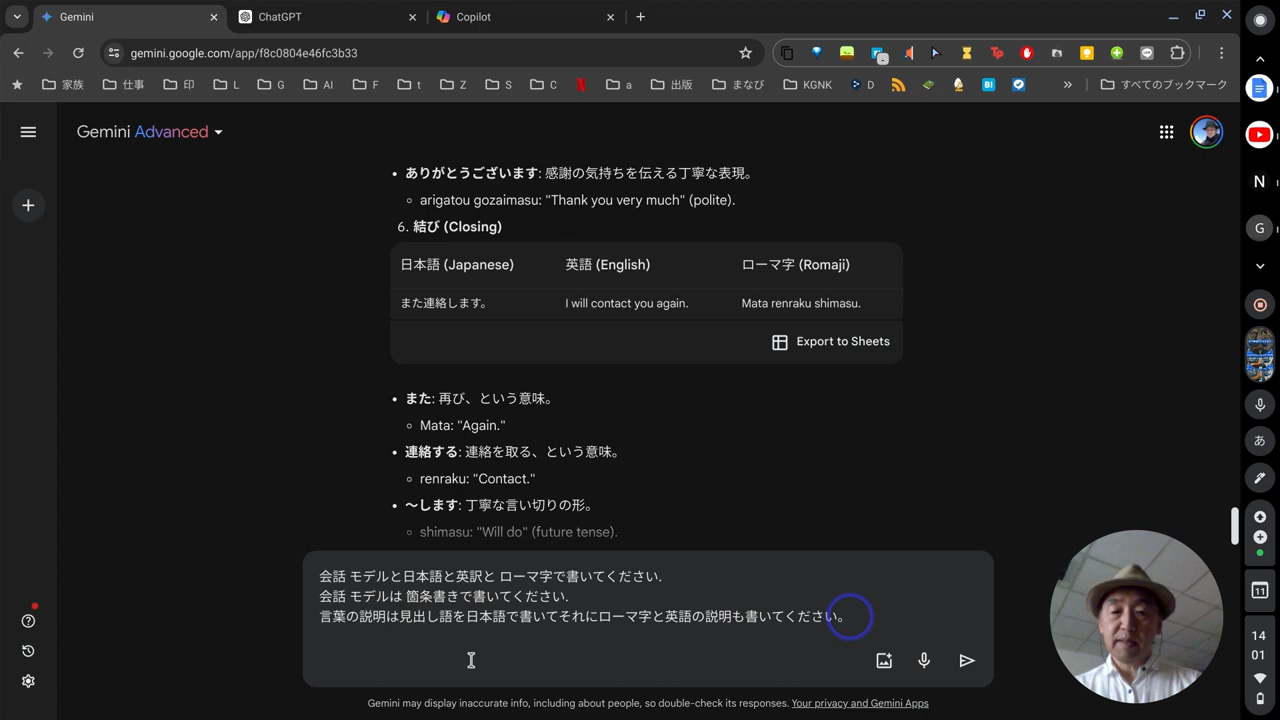 Gemini
ChatGPT
Copilot
gemini.google.com/app/f8c0804e46fc3b33
家族 仕事 印 L G AI F t Z S C a 出版 まなび KGNK D B! すべてのブックマーク
Gemini Advanced
• ありがとうございます: 感謝の気持ちを伝える丁寧な表現。
arigatou gozaimasu: "Thank you very much" (polite).
6. 結び (Closing)
日本語 (Japanese) 英語 (English) ローマ字 (Romaji)
また連絡します。 I will contact you again. Mata renraku shimasu.
Export to Sheets
• また: 再び、という意味。
Mata: "Again."
• 連絡する: 連絡を取る、という意味。
renraku: "Contact."
• 〜します: 丁寧な言い切りの形。
shimasu: "Will do" (future tense).
会話 モデルと日本語と英訳と ローマ字で書いてください.
会話 モデルは 箇条書きで書いてください.
言葉の説明は見出し語を日本語で書いてそれにローマ字と英語の説明も書いてください。
Gemini may display inaccurate info, including about people, so double-check its responses. Your privacy and Gemini Apps
N
G
あ
11
14
01